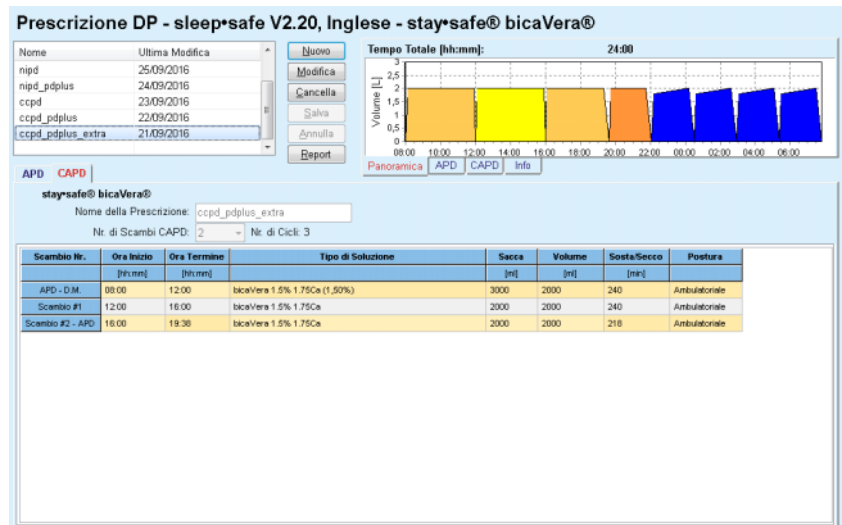 Prescrizione DP - sleep•safe V2.20, Inglese - stay•safe® bicaVera®
Nome Ultima Modifica
nipd 25/09/2016
nipd_pdplus 24/09/2016
ccpd 23/09/2016
ccpd_pdplus 22/09/2016
ccpd_pdplus_extra 21/09/2016
Nuovo
Modifica
Cancella
Salva
Annulla
Report
Tempo Totale [hh:mm]: 24:00
Volume [L]
3
2,5
2
1,5
1
0,5
0
08:00 10:00 12:00 14:00 16:00 18:00 20:00 22:00 00:00 02:00 04:00 06:00
Panoramica APD CAPD Info
APD CAPD
stay•safe® bicaVera®
Nome della Prescrizione: ccpd_pdplus_extra
Nr. di Scambi CAPD: 2 Nr. di Cicli: 3
Scambio Nr. Ora Inizio Ora Termine Tipo di Soluzione Sacca Volume Sosta/Secco Postura
[hh:mm] [hh:mm] [ml] [ml] [min]
APD - D.M. 08:00 12:00 bicaVera 1.5% 1.75Ca (1,50%) 3000 2000 240 Ambulatoriale
Scambio #1 12:00 16:00 bicaVera 1.5% 1.75Ca 2000 2000 240 Ambulatoriale
Scambio #2 - APD 16:00 19:38 bicaVera 1.5% 1.75Ca 2000 2000 218 Ambulatoriale